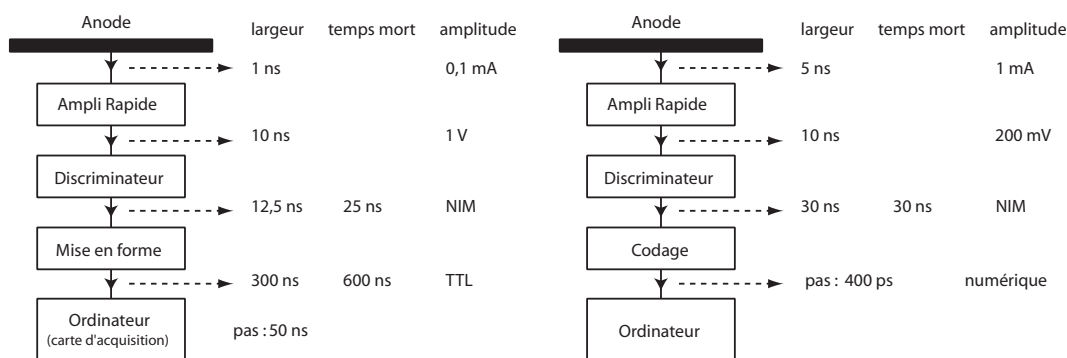 Anode
largeur temps mort amplitude
1 ns 0,1 mA
Ampli Rapide
10 ns 1 V
Discriminateur
12,5 ns 25 ns NIM
Mise en forme
300 ns 600 ns TTL
Ordinateur
(carte d'acquisition)
pas : 50 ns
Anode
largeur temps mort amplitude
5 ns 1 mA
Ampli Rapide
10 ns 200 mV
Discriminateur
30 ns 30 ns NIM
Codage
pas : 400 ps numérique
Ordinateur